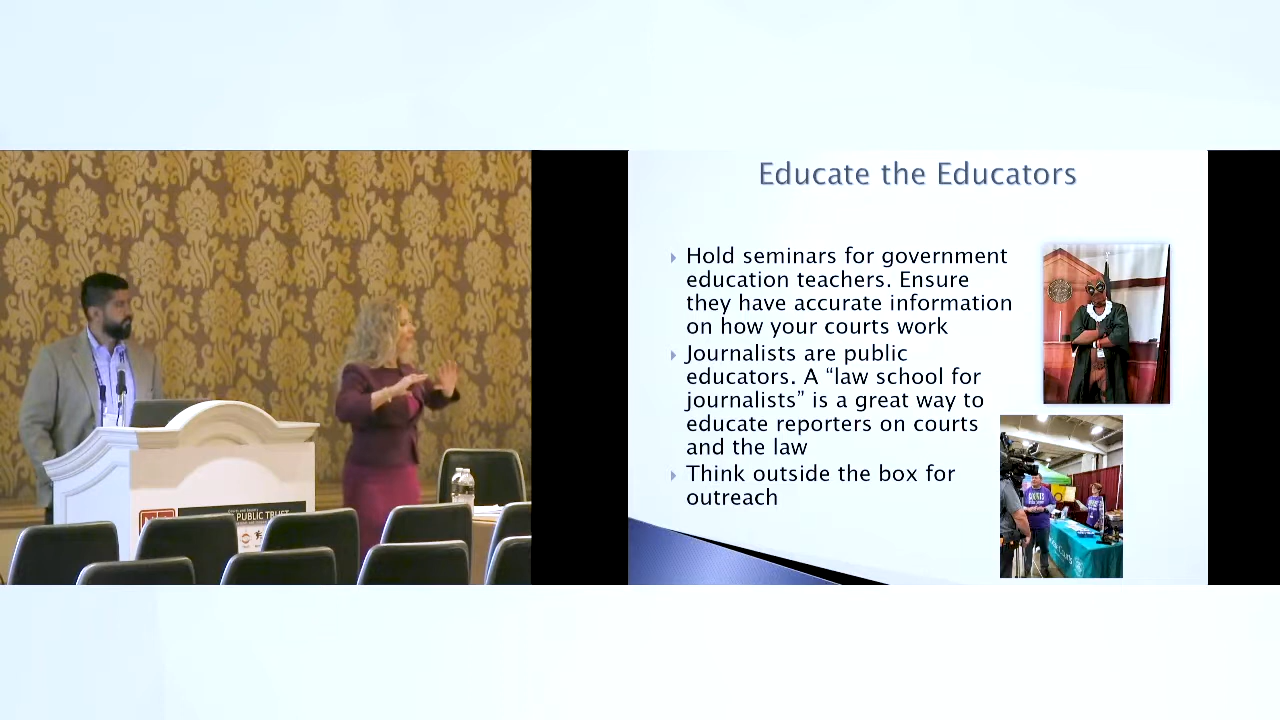 Educate the Educators
Hold seminars for government
education teachers. Ensure
they have accurate information
on how your courts work
Journalists are public
educators. A “law school for
journalists” is a great way to
educate reporters on courts
and the law
Think outside the box for
outreach
PUBLIC TRUST